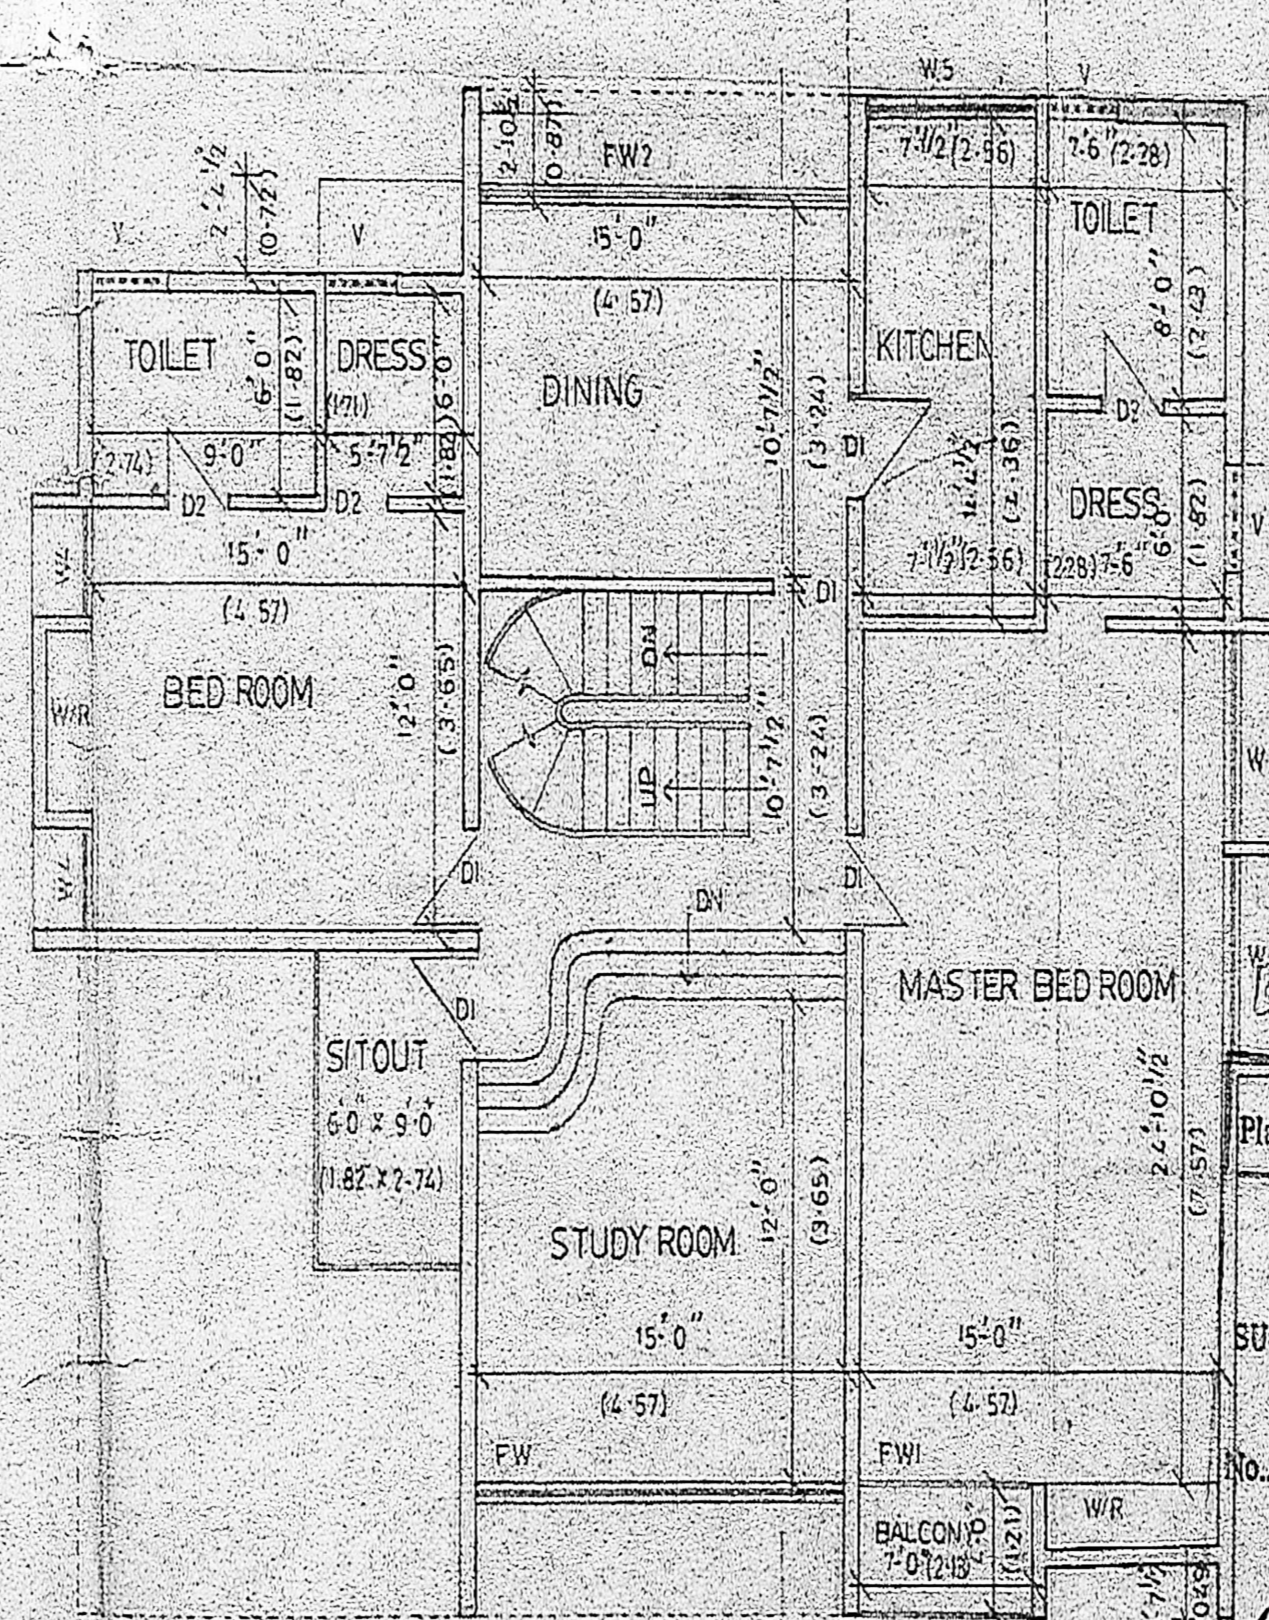 W5
V
2'-10½
(0.87)
FW2
7'-1½"(2.56)
7'-6"(2.28)
2'-4½
(0.72)
V
V
15'-0"
(4.57)
TOILET
8'-0"
TOILET
6'-0"
(1.82)
DRESS
6'-0"
(1.82)
(1.71)
DINING
10'-7½"
(3.24)
KITCHEN
D1
D2
(2.74)
9'-0"
5'-7½"
D2
D2
DRESS
6'-0"
(1.82)
V
15'-0"
(4.57)
7'-1½"(2.56)
(2.28)7'-6"
D1
BED ROOM
12'-0"
(3.65)
W/R
DN
UP
10'-7½"
(3.24)
W
D1
D1
DN
W
MASTER BED ROOM
D1
SITOUT
6'0" X 9'0"
(1.82 X 2.74)
24'-10½"
(7.57)
Pla
STUDY ROOM
12'-0"
(3.65)
15'-0"
(4.57)
15'-0"
(4.57)
SU
FW
FW1
No..
BALCONY
7'-0"(2.13)
(1.21)
W/R